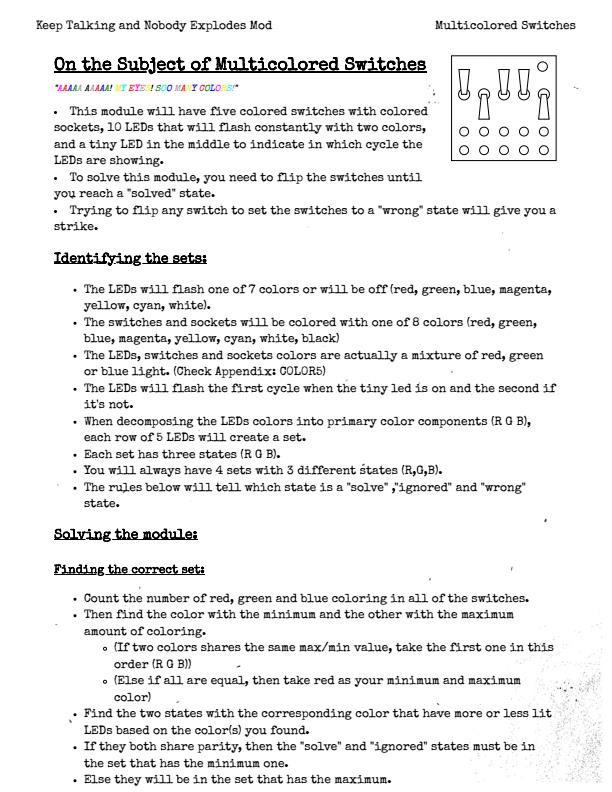 Keep Talking and Nobody Explodes Mod
Multicolored Switches
On the Subject of Multicolored Switches
"AAAAA AAAAA! MY EYES! SOO MANY COLORS!"
• This module will have five colored switches with colored
sockets, 10 LEDs that will flash constantly with two colors,
and a tiny LED in the middle to indicate in which cycle the
LEDs are showing.
• To solve this module, you need to flip the switches until
you reach a "solved" state.
• Trying to flip any switch to set the switches to a "wrong" state will give you a
strike.
Identifying the sets:
• The LEDs will flash one of 7 colors or will be off (red, green, blue, magenta,
yellow, cyan, white).
• The switches and sockets will be colored with one of 8 colors (red, green,
blue, magenta, yellow, cyan, white, black)
• The LEDs, switches and sockets colors are actually a mixture of red, green
or blue light. (Check Appendix: COLOR5)
• The LEDs will flash the first cycle when the tiny led is on and the second if
it's not.
• When decomposing the LEDs colors into primary color components (R G B),
each row of 5 LEDs will create a set.
• Each set has three states (R G B).
• You will always have 4 sets with 3 different states (R,G,B).
• The rules below will tell which state is a "solve" ,"ignored" and "wrong"
state.
Solving the module:
Finding the correct set:
• Count the number of red, green and blue coloring in all of the switches.
• Then find the color with the minimum and the other with the maximum
amount of coloring.
◦ (If two colors shares the same max/min value, take the first one in this
order (R G B))
◦ (Else if all are equal, then take red as your minimum and maximum
color)
• Find the two states with the corresponding color that have more or less lit
LEDs based on the color(s) you found.
• If they both share parity, then the "solve" and "ignored" states must be in
the set that has the minimum one.
• Else they will be in the set that has the maximum.